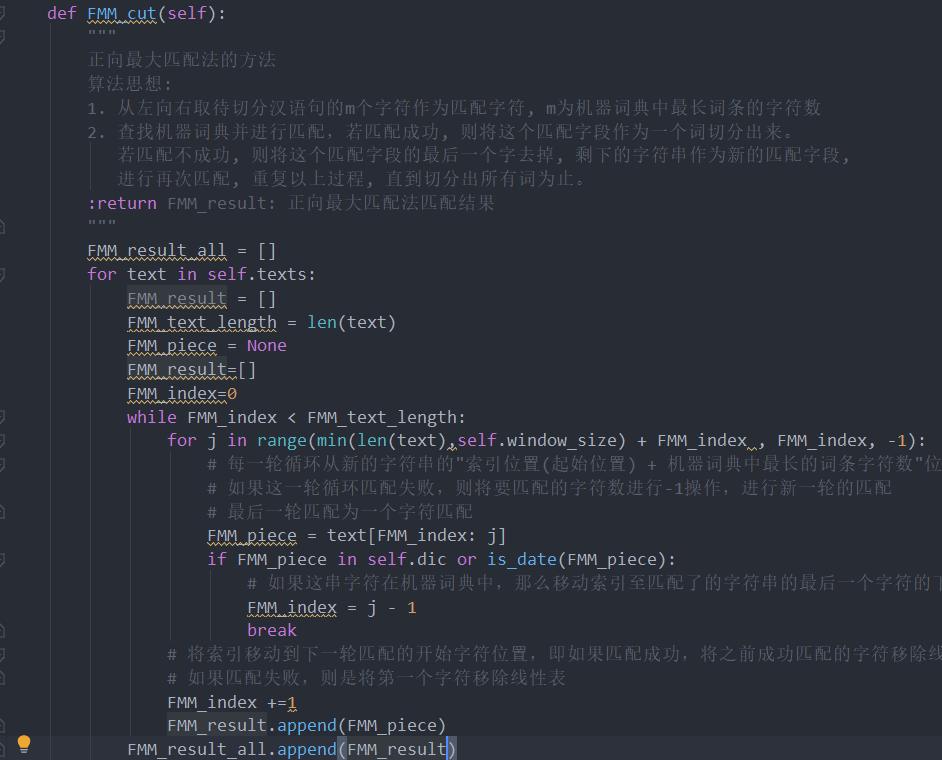 def FMM_cut(self):
"""
正向最大匹配法的方法
算法思想:
1. 从左向右取待切分汉语句的m个字符作为匹配字符, m为机器词典中最长词条的字符数
2. 查找机器词典并进行匹配, 若匹配成功, 则将这个匹配字段作为一个词切分出来。
若匹配不成功, 则将这个匹配字段的最后一个字去掉, 剩下的字符串作为新的匹配字段,
进行再次匹配, 重复以上过程, 直到切分出所有词为止。
:return FMM_result: 正向最大匹配法匹配结果
"""
FMM_result_all = []
for text in self.texts:
FMM_result = []
FMM_text_length = len(text)
FMM_piece = None
FMM_result=[]
FMM_index=0
while FMM_index < FMM_text_length:
for j in range(min(len(text),self.window_size) + FMM_index , FMM_index, -1):
# 每一轮循环从新的字符串的"索引位置(起始位置) + 机器词典中最长的词条字符数"位
# 如果这一轮循环匹配失败, 则将要匹配的字符数进行-1操作, 进行新一轮的匹配
# 最后一轮匹配为一个字符匹配
FMM_piece = text[FMM_index: j]
if FMM_piece in self.dic or is_date(FMM_piece):
# 如果这串字符在机器词典中, 那么移动索引至匹配了的字符串的最后一个字符的下
FMM_index = j - 1
break
# 将索引移动到下一轮匹配的开始字符位置, 即如果匹配成功, 将之前成功匹配的字符移除线
# 如果匹配失败, 则是将第一个字符移除线性表
FMM_index +=1
FMM_result.append(FMM_piece)
FMM_result_all.append(FMM_result)